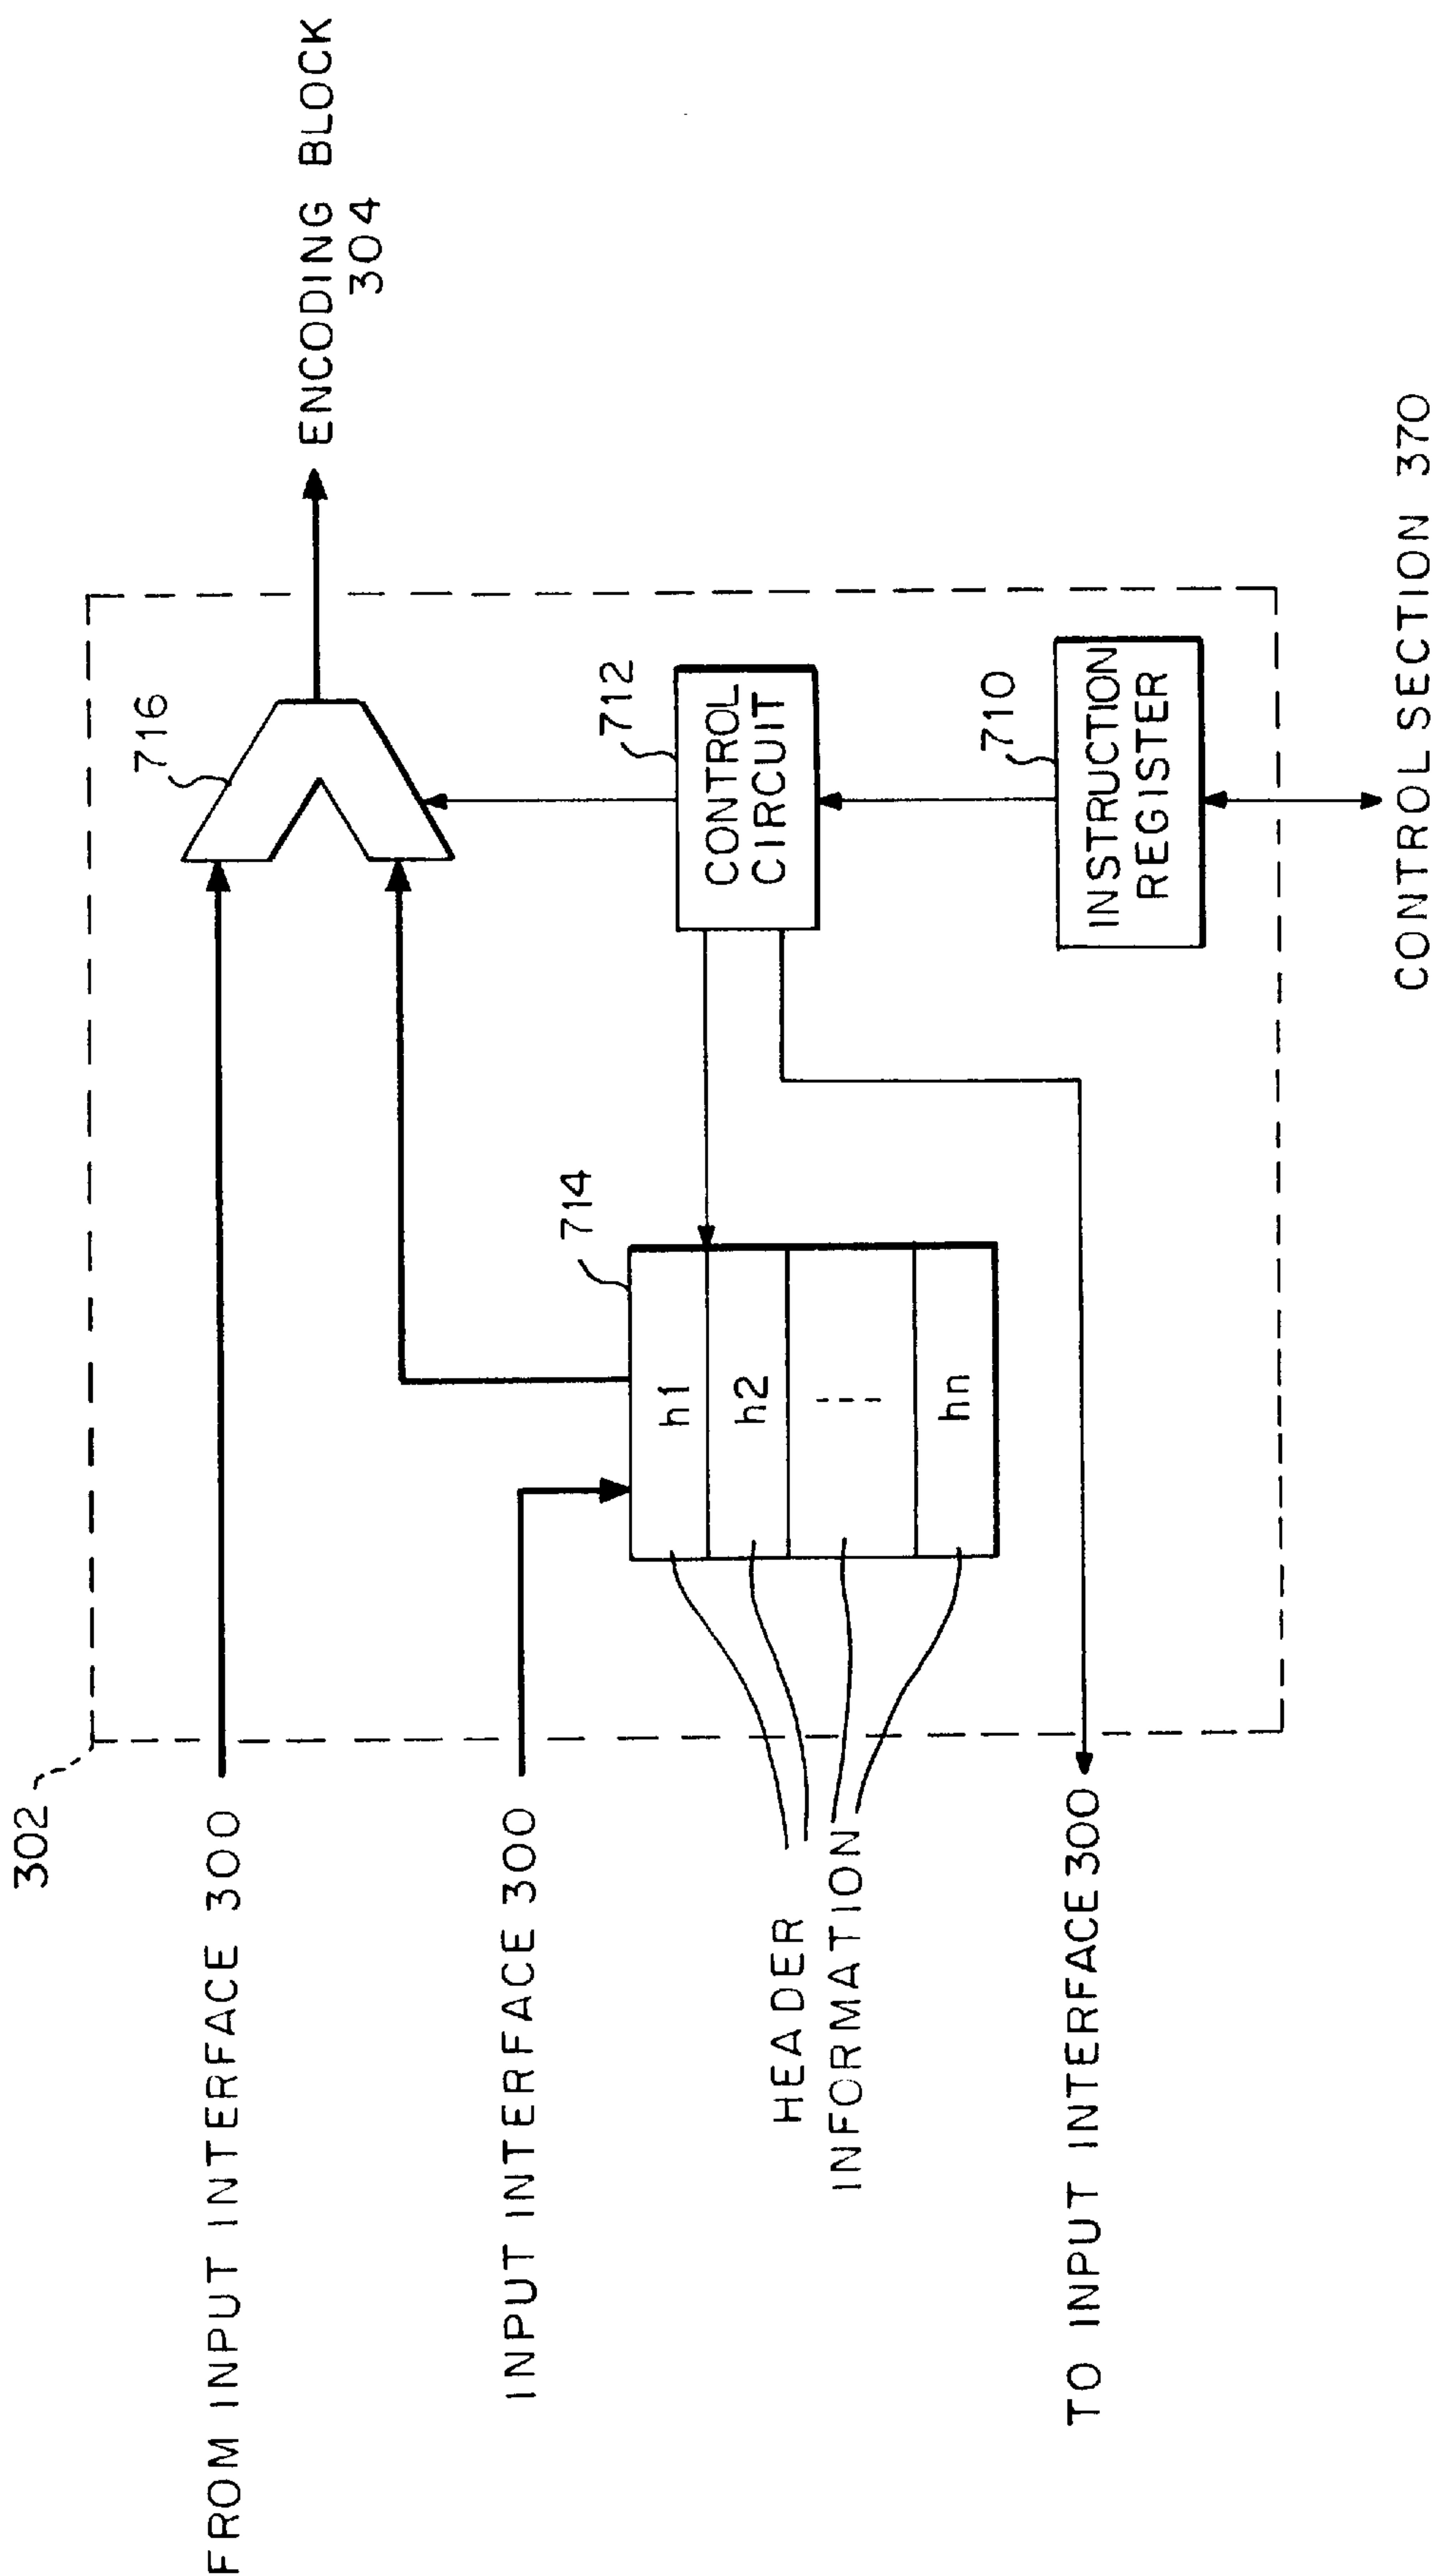 302
FROM INPUT INTERFACE 300
716
ENCODING BLOCK
304
INPUT INTERFACE 300
714
h1
h2
hn
712
CONTROL
CIRCUIT
HEADER
INFORMATION
710
INSTRUCTION
REGISTER
TO INPUT INTERFACE 300
CONTROL SECTION 370